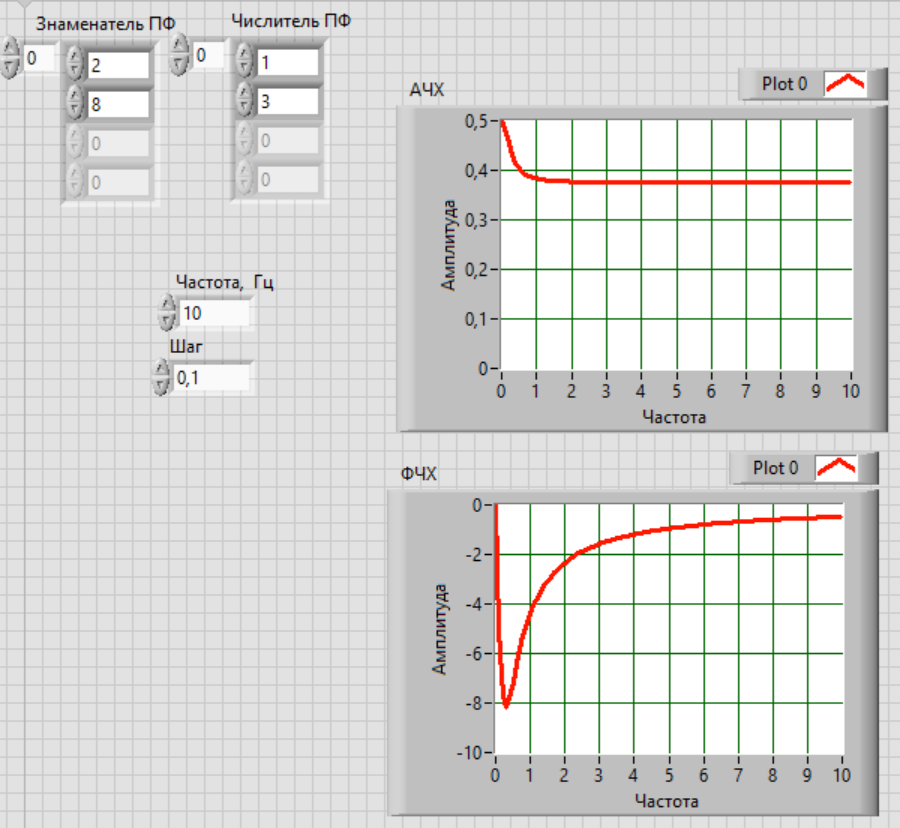 Знаменатель ПФ
0
2
8
0
0
Числитель ПФ
0
1
3
0
0
Частота, Гц
10
Шаг
0,1
АЧХ
Plot 0
Амплитуда
0,5
0,4
0,3
0,2
0,1
0
0 1 2 3 4 5 6 7 8 9 10
Частота
ФЧХ
Plot 0
Амплитуда
0
-2
-4
-6
-8
-10
0 1 2 3 4 5 6 7 8 9 10
Частота